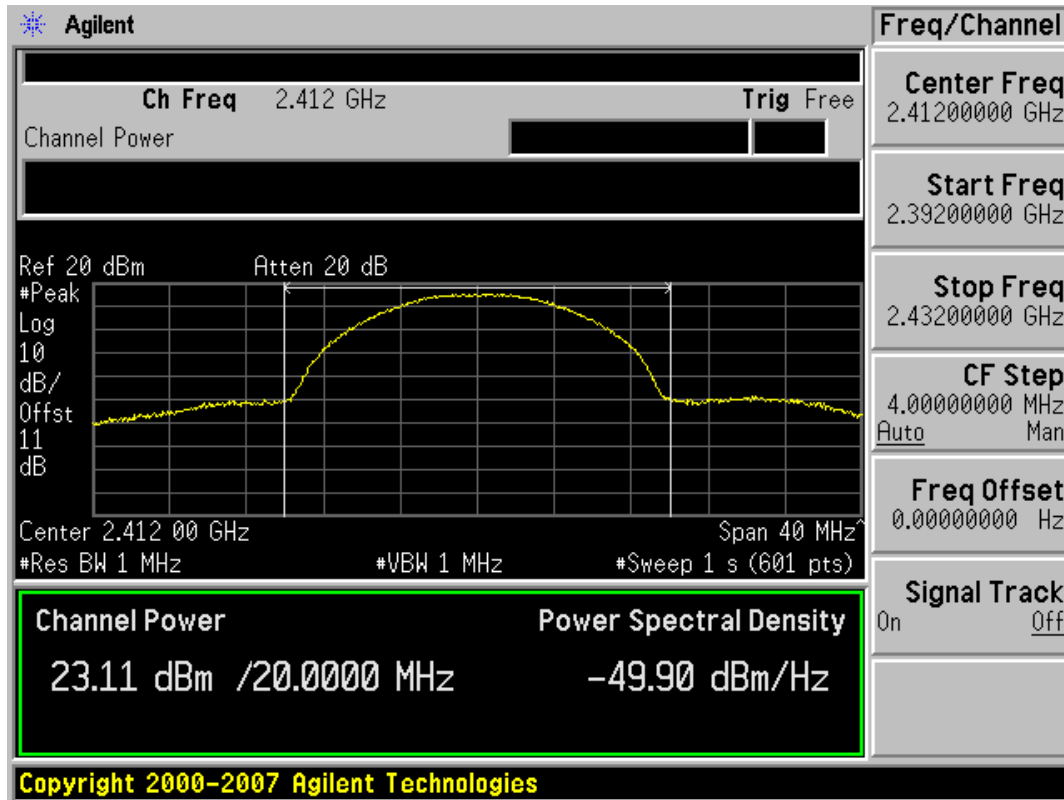 Agilent
Freq/Channel
Ch Freq 2.412 GHz Trig Free
Channel Power
Center Freq
2.41200000 GHz
Start Freq
2.39200000 GHz
Stop Freq
2.43200000 GHz
CF Step
4.00000000 MHz
Auto Man
Freq Offset
0.00000000 Hz
Signal Track
On Off
Ref 20 dBm Atten 20 dB
#Peak
Log
10
dB/
Offst
11
dB
Center 2.412 00 GHz Span 40 MHz^
#Res BW 1 MHz #VBW 1 MHz #Sweep 1 s (601 pts)
Channel Power Power Spectral Density
23.11 dBm /20.0000 MHz -49.90 dBm/Hz
Copyright 2000-2007 Agilent Technologies